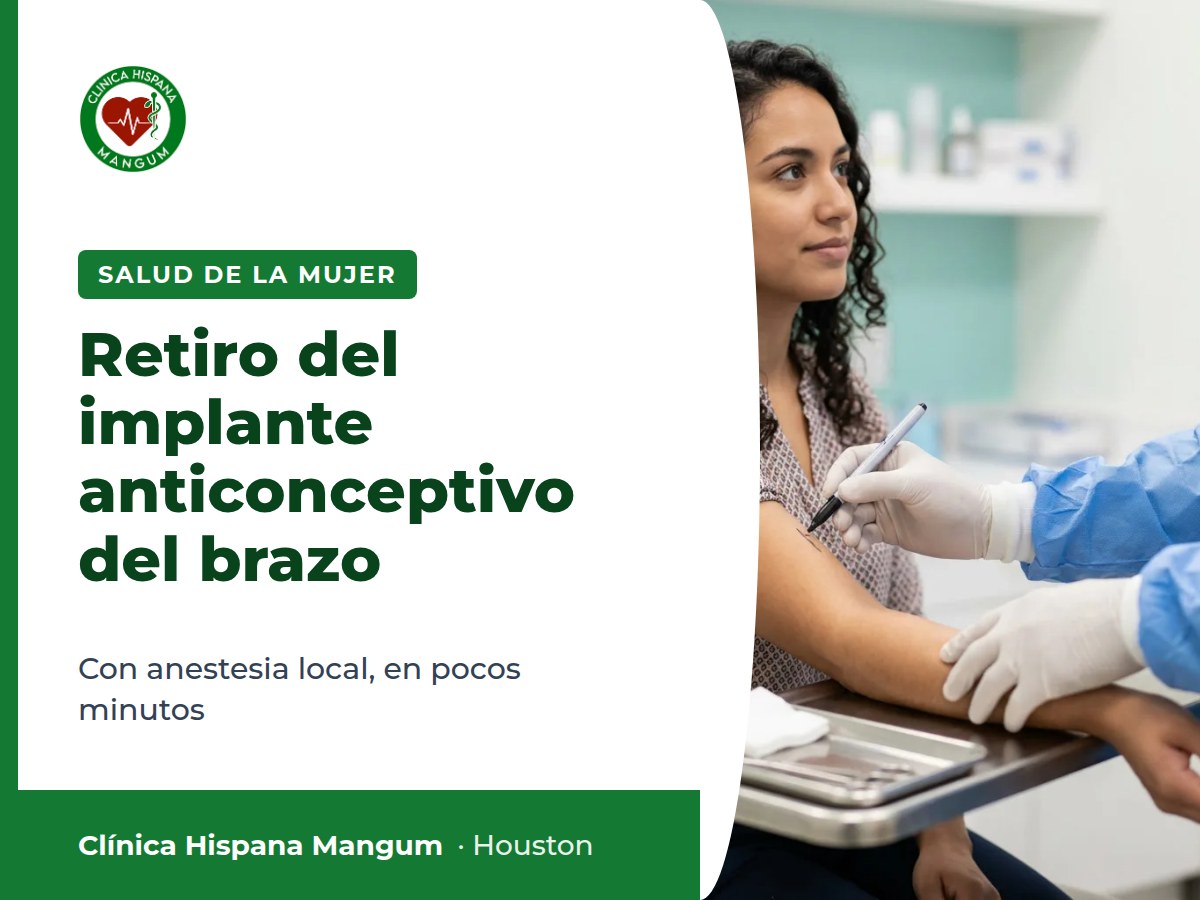 CLINICA HISPANA
MANGUM
SALUD DE LA MUJER
Retiro del
implante
anticonceptivo
del brazo
Con anestesia local, en pocos
minutos
Clínica Hispana Mangum · Houston